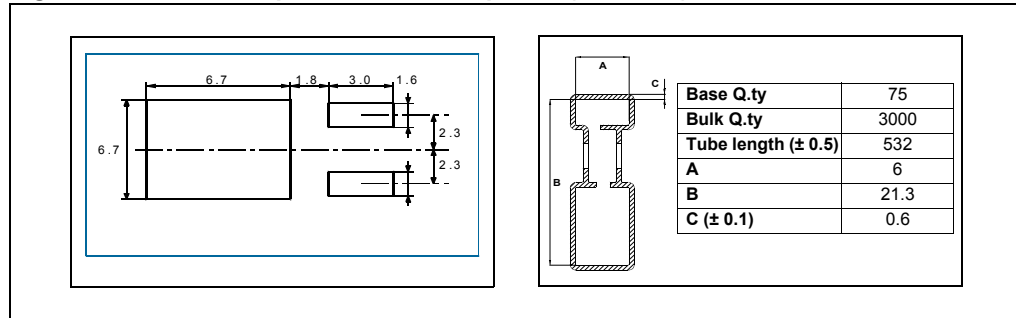 6.7 1.8 3.0 1.6
6.7
2.3
2.3
A
C
B
Base Q.ty 75
Bulk Q.ty 3000
Tube length (± 0.5) 532
A 6
B 21.3
C (± 0.1) 0.6